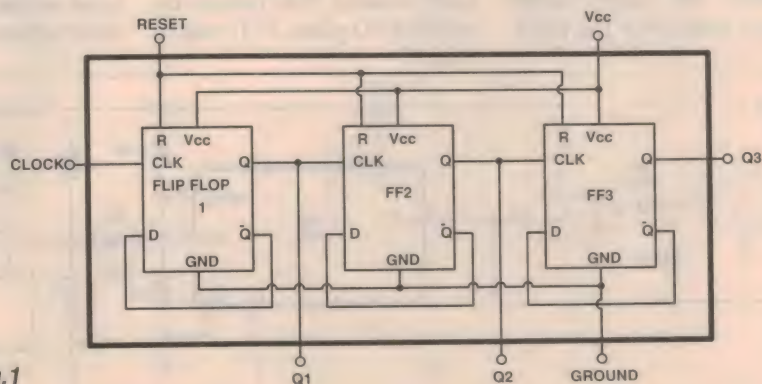 RESET
Vcc
R Vcc
R Vcc
R Vcc
CLOCK
CLK Q
CLK Q
CLK Q
Q3
FLIP FLOP
1
FF2
FF3
D Q̄
D Q̄
D Q̄
GND
GND
GND
Q1
Q2
GROUND